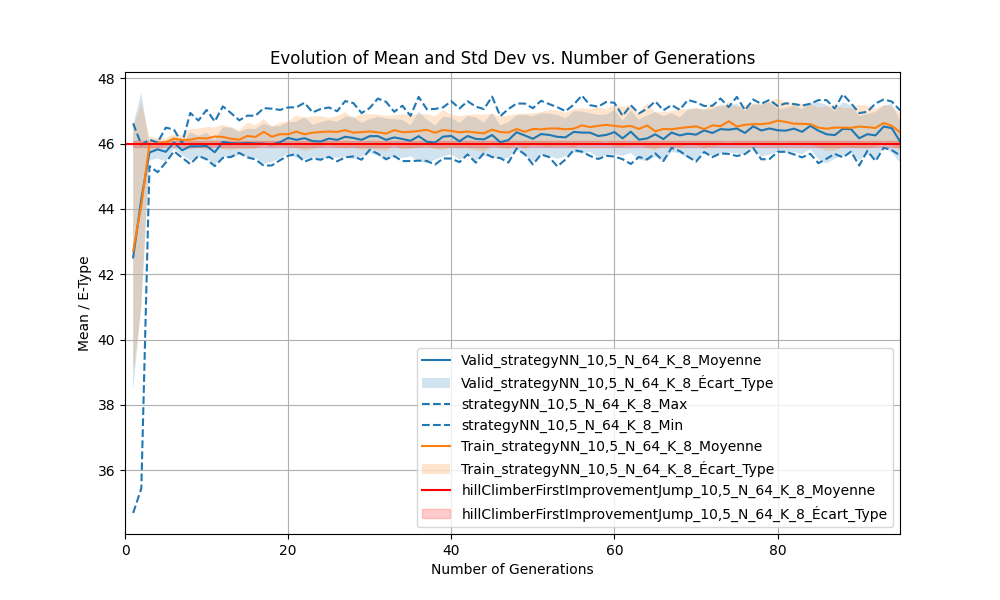 Evolution of Mean and Std Dev vs. Number of Generations
48
46
44
42
40
38
36
Mean / E-Type
Valid_strategyNN_10,5_N_64_K_8_Moyenne
Valid_strategyNN_10,5_N_64_K_8_Écart_Type
strategyNN_10,5_N_64_K_8_Max
strategyNN_10,5_N_64_K_8_Min
Train_strategyNN_10,5_N_64_K_8_Moyenne
Train_strategyNN_10,5_N_64_K_8_Écart_Type
hillClimberFirstImprovementJump_10,5_N_64_K_8_Moyenne
hillClimberFirstImprovementJump_10,5_N_64_K_8_Écart_Type
0 20 40 60 80
Number of Generations